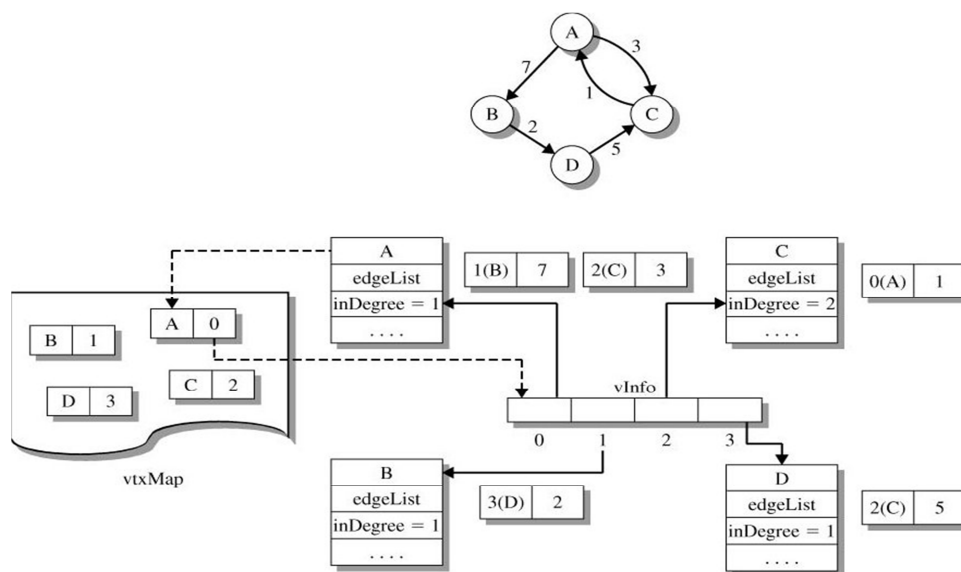 A
7
3
1
B
C
2
5
D
A
edgeList
inDegree = 1
. . . .
1(B) 7
2(C) 3
C
edgeList
inDegree = 2
. . . .
0(A) 1
A 0
B 1
C 2
D 3
vtxMap
vInfo
0 1 2 3
B
edgeList
inDegree = 1
. . . .
3(D) 2
D
edgeList
inDegree = 1
. . . .
2(C) 5